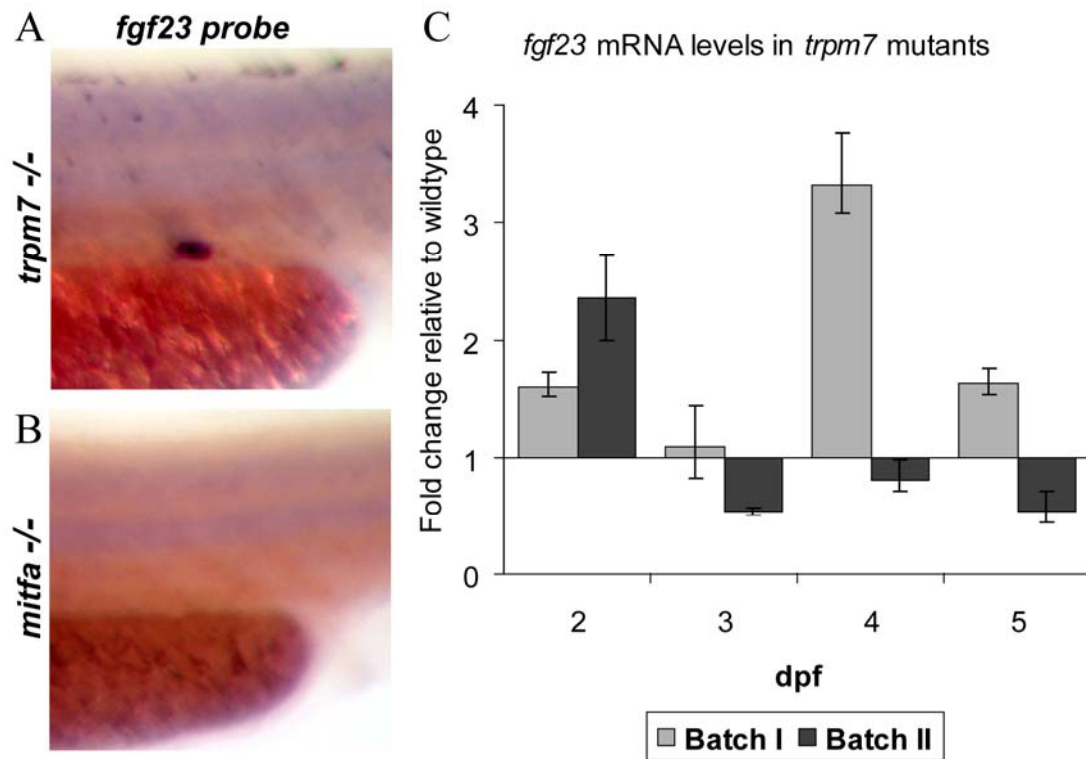 A
fgf23 probe
trpm7 -/-
B
mitfa -/-
C
fgf23 mRNA levels in trpm7 mutants
Fold change relative to wildtype
4
3
2
1
0
2 3 4 5
dpf
Batch I Batch II